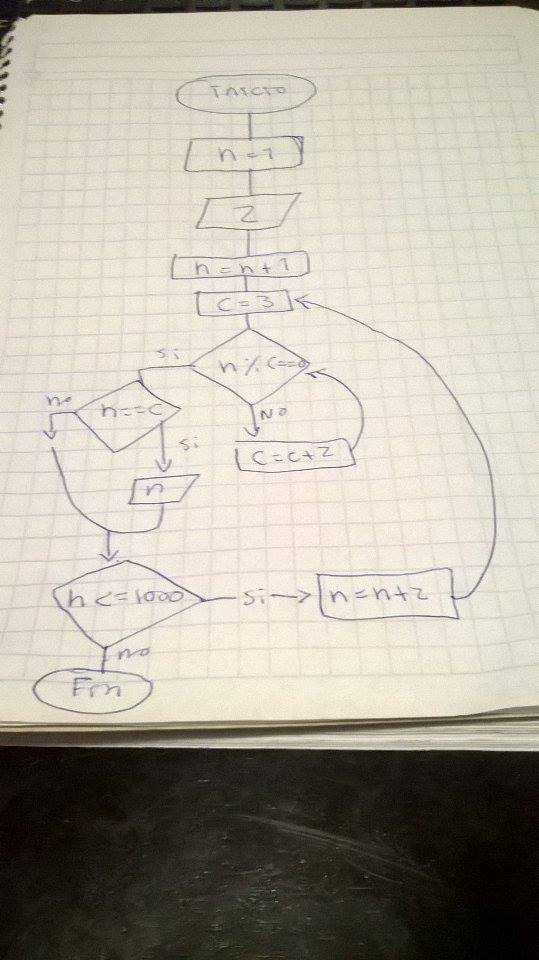 Inicio
n=1
2
n=n+1
c=3
si
n%c==0
no
n==c
No
si
c=c+2
n
n<=1000
si
n=n+2
no
Fin